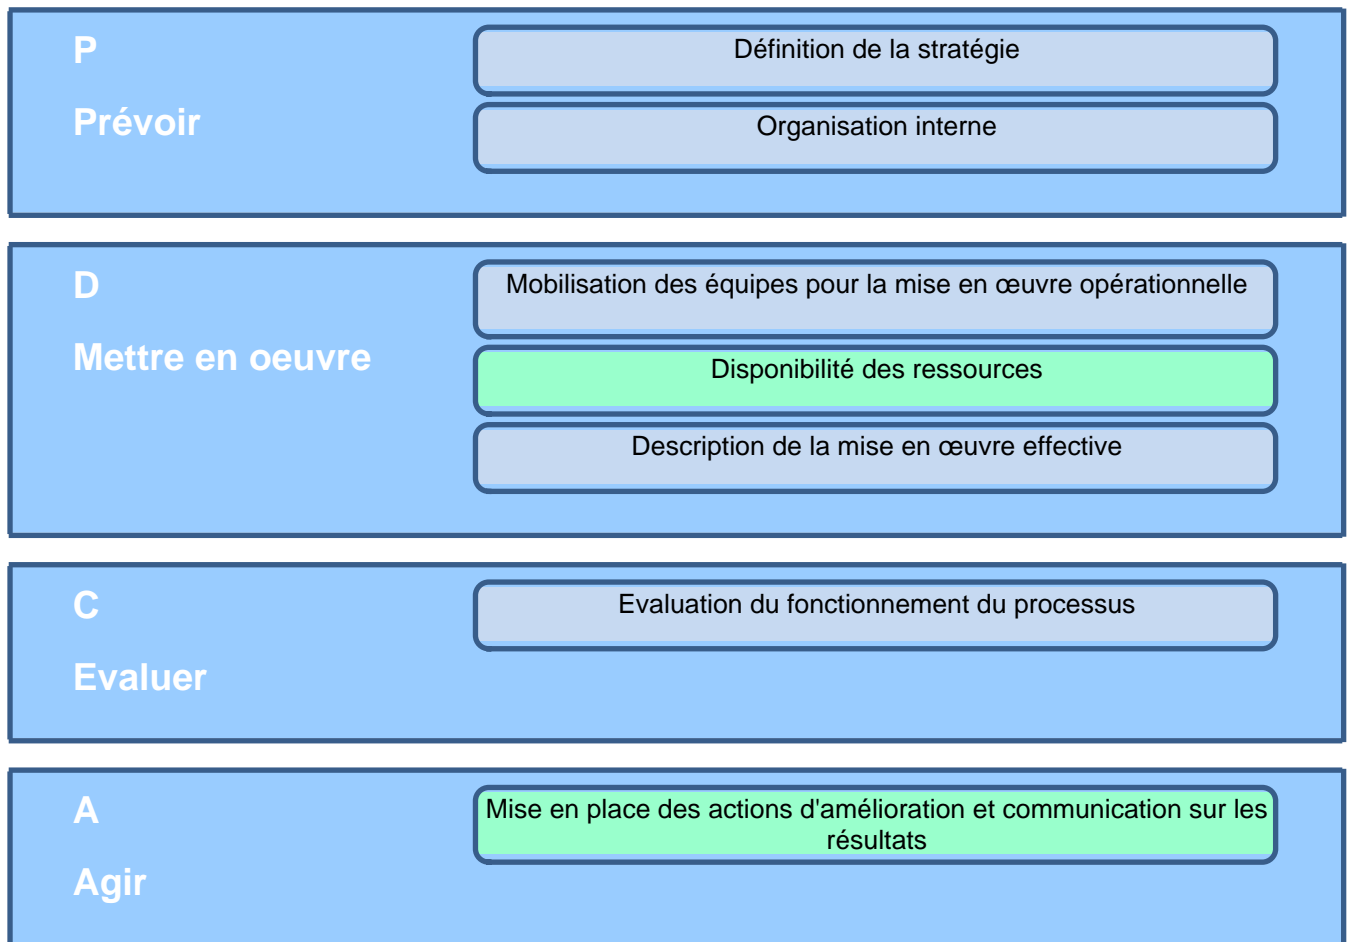 P
Prévoir
Définition de la stratégie
Organisation interne
D
Mettre en oeuvre
Mobilisation des équipes pour la mise en œuvre opérationnelle
Disponibilité des ressources
Description de la mise en œuvre effective
C
Evaluer
Evaluation du fonctionnement du processus
A
Agir
Mise en place des actions d'amélioration et communication sur les
résultats